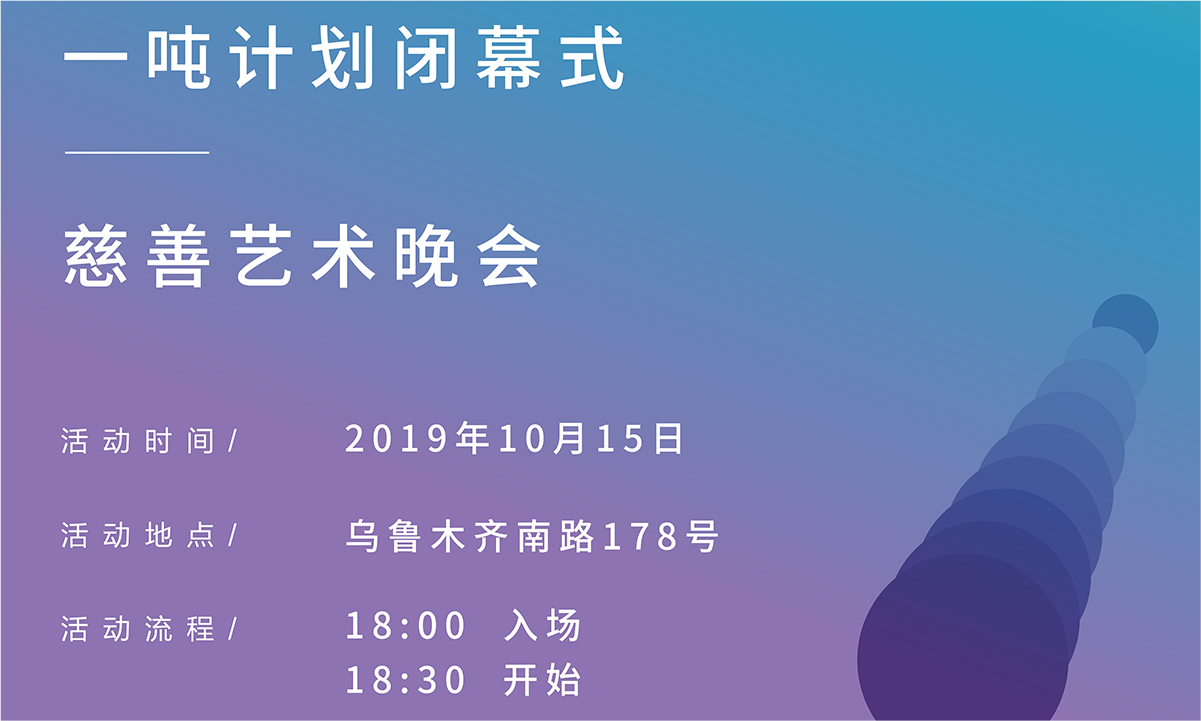 一吨计划闭幕式
慈善艺术晚会
活动时间/ 2019年10月15日
活动地点/ 乌鲁木齐南路178号
活动流程/ 18:00 入场
18:30 开始